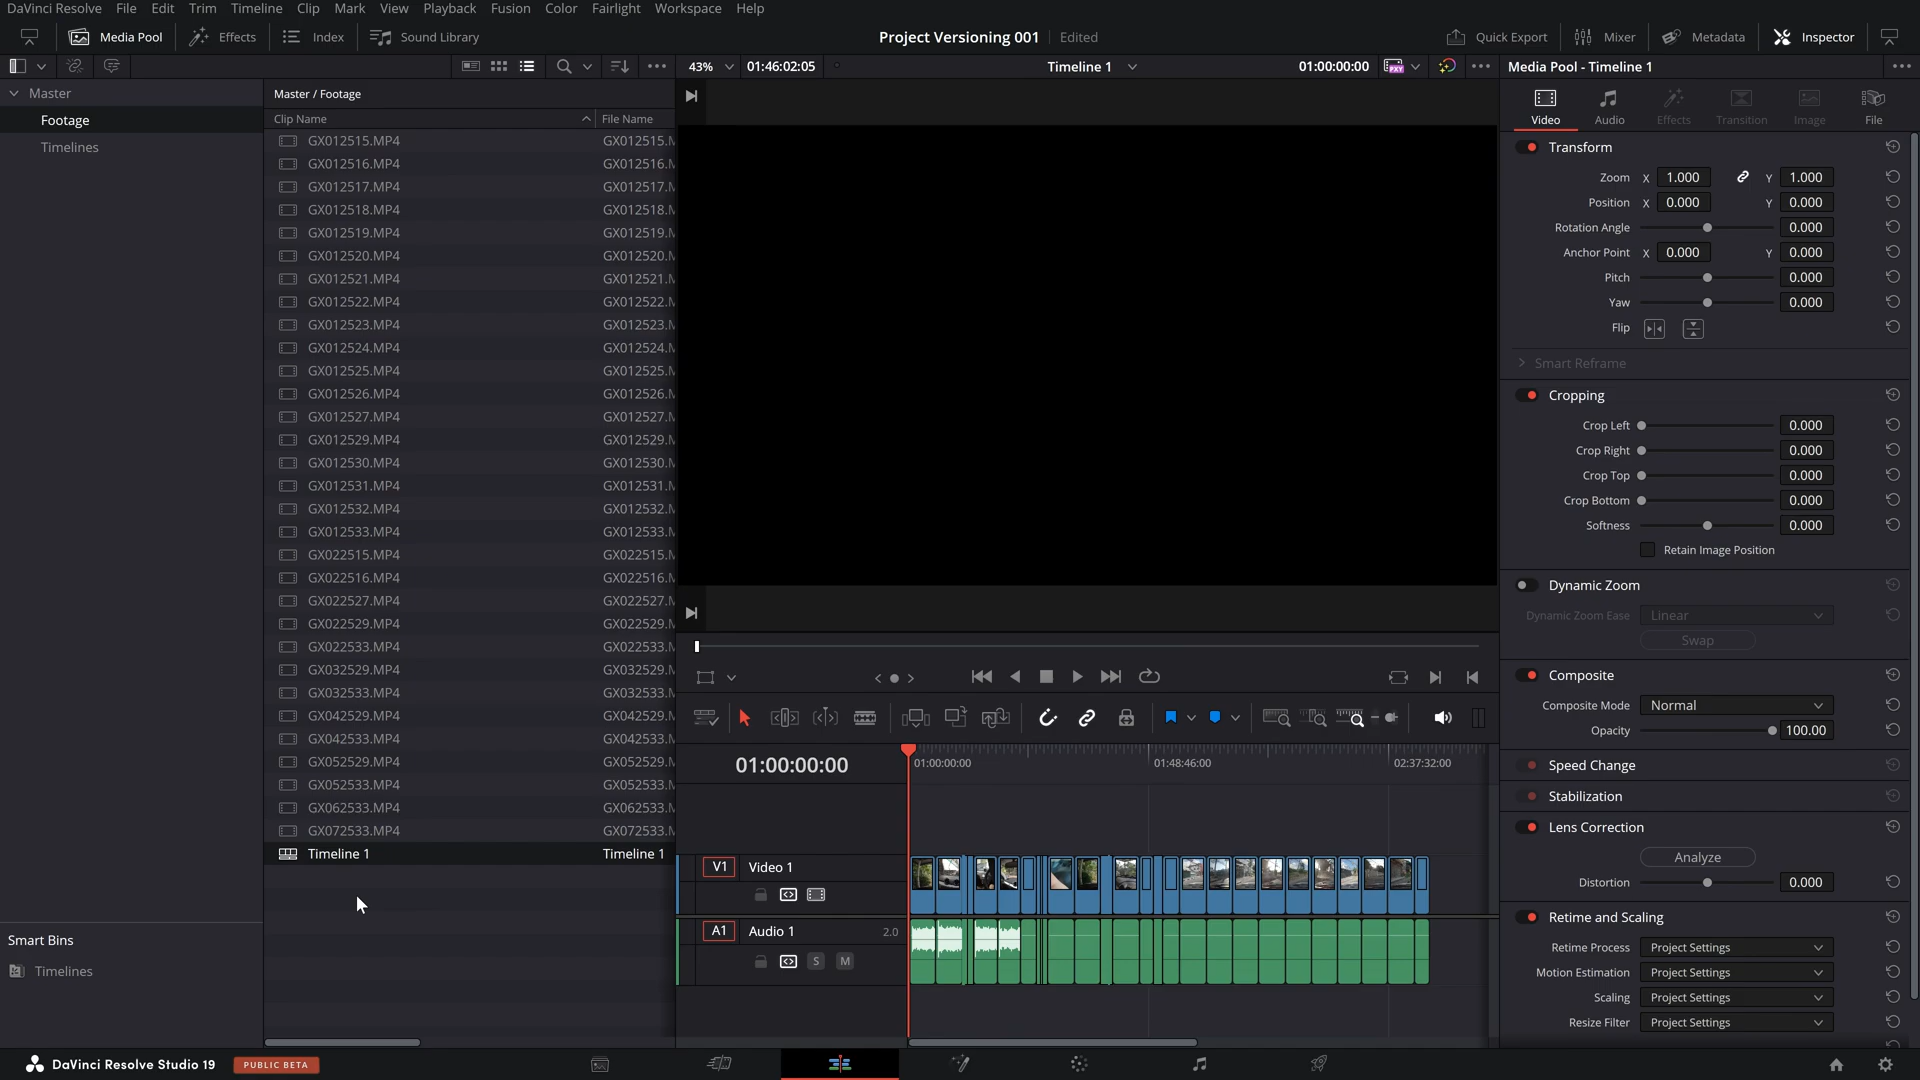 DaVinci Resolve File Edit Trim Timeline Clip Mark View Playback Fusion Color Fairlight Workspace Help
Media Pool Effects Index Sound Library Project Versioning 001 Edited Quick Export Mixer Metadata Inspector
43% 01:46:02:05 Timeline 1 01:00:00:00 PXY Media Pool - Timeline 1
Master
Footage
Timelines
Smart Bins
Timelines
Master / Footage
Clip Name File Name
GX012515.MP4 GX012515.M
GX012516.MP4 GX012516.M
GX012517.MP4 GX012517.M
GX012518.MP4 GX012518.M
GX012519.MP4 GX012519.M
GX012520.MP4 GX012520.M
GX012521.MP4 GX012521.M
GX012522.MP4 GX012522.M
GX012523.MP4 GX012523.M
GX012524.MP4 GX012524.M
GX012525.MP4 GX012525.M
GX012526.MP4 GX012526.M
GX012527.MP4 GX012527.M
GX012529.MP4 GX012529.M
GX012530.MP4 GX012530.M
GX012531.MP4 GX012531.M
GX012532.MP4 GX012532.M
GX012533.MP4 GX012533.M
GX022515.MP4 GX022515.M
GX022516.MP4 GX022516.M
GX022527.MP4 GX022527.M
GX022529.MP4 GX022529.M
GX022533.MP4 GX022533.M
GX032529.MP4 GX032529.M
GX032533.MP4 GX032533.M
GX042529.MP4 GX042529.M
GX042533.MP4 GX042533.M
GX052529.MP4 GX052529.M
GX052533.MP4 GX052533.M
GX062533.MP4 GX062533.M
GX072533.MP4 GX072533.M
Timeline 1 Timeline 1
01:00:00:00 01:00:00:00 01:48:46:00 02:37:32:00
V1 Video 1
A1 Audio 1 2.0
S M
Video Audio Effects Transition Image File
Transform
Zoom X 1.000 Y 1.000
Position X 0.000 Y 0.000
Rotation Angle 0.000
Anchor Point X 0.000 Y 0.000
Pitch 0.000
Yaw 0.000
Flip
Smart Reframe
Cropping
Crop Left 0.000
Crop Right 0.000
Crop Top 0.000
Crop Bottom 0.000
Softness 0.000
Retain Image Position
Dynamic Zoom
Dynamic Zoom Ease Linear
Swap
Composite
Composite Mode Normal
Opacity 100.00
Speed Change
Stabilization
Lens Correction
Analyze
Distortion 0.000
Retime and Scaling
Retime Process Project Settings
Motion Estimation Project Settings
Scaling Project Settings
Resize Filter Project Settings
DaVinci Resolve Studio 19 PUBLIC BETA